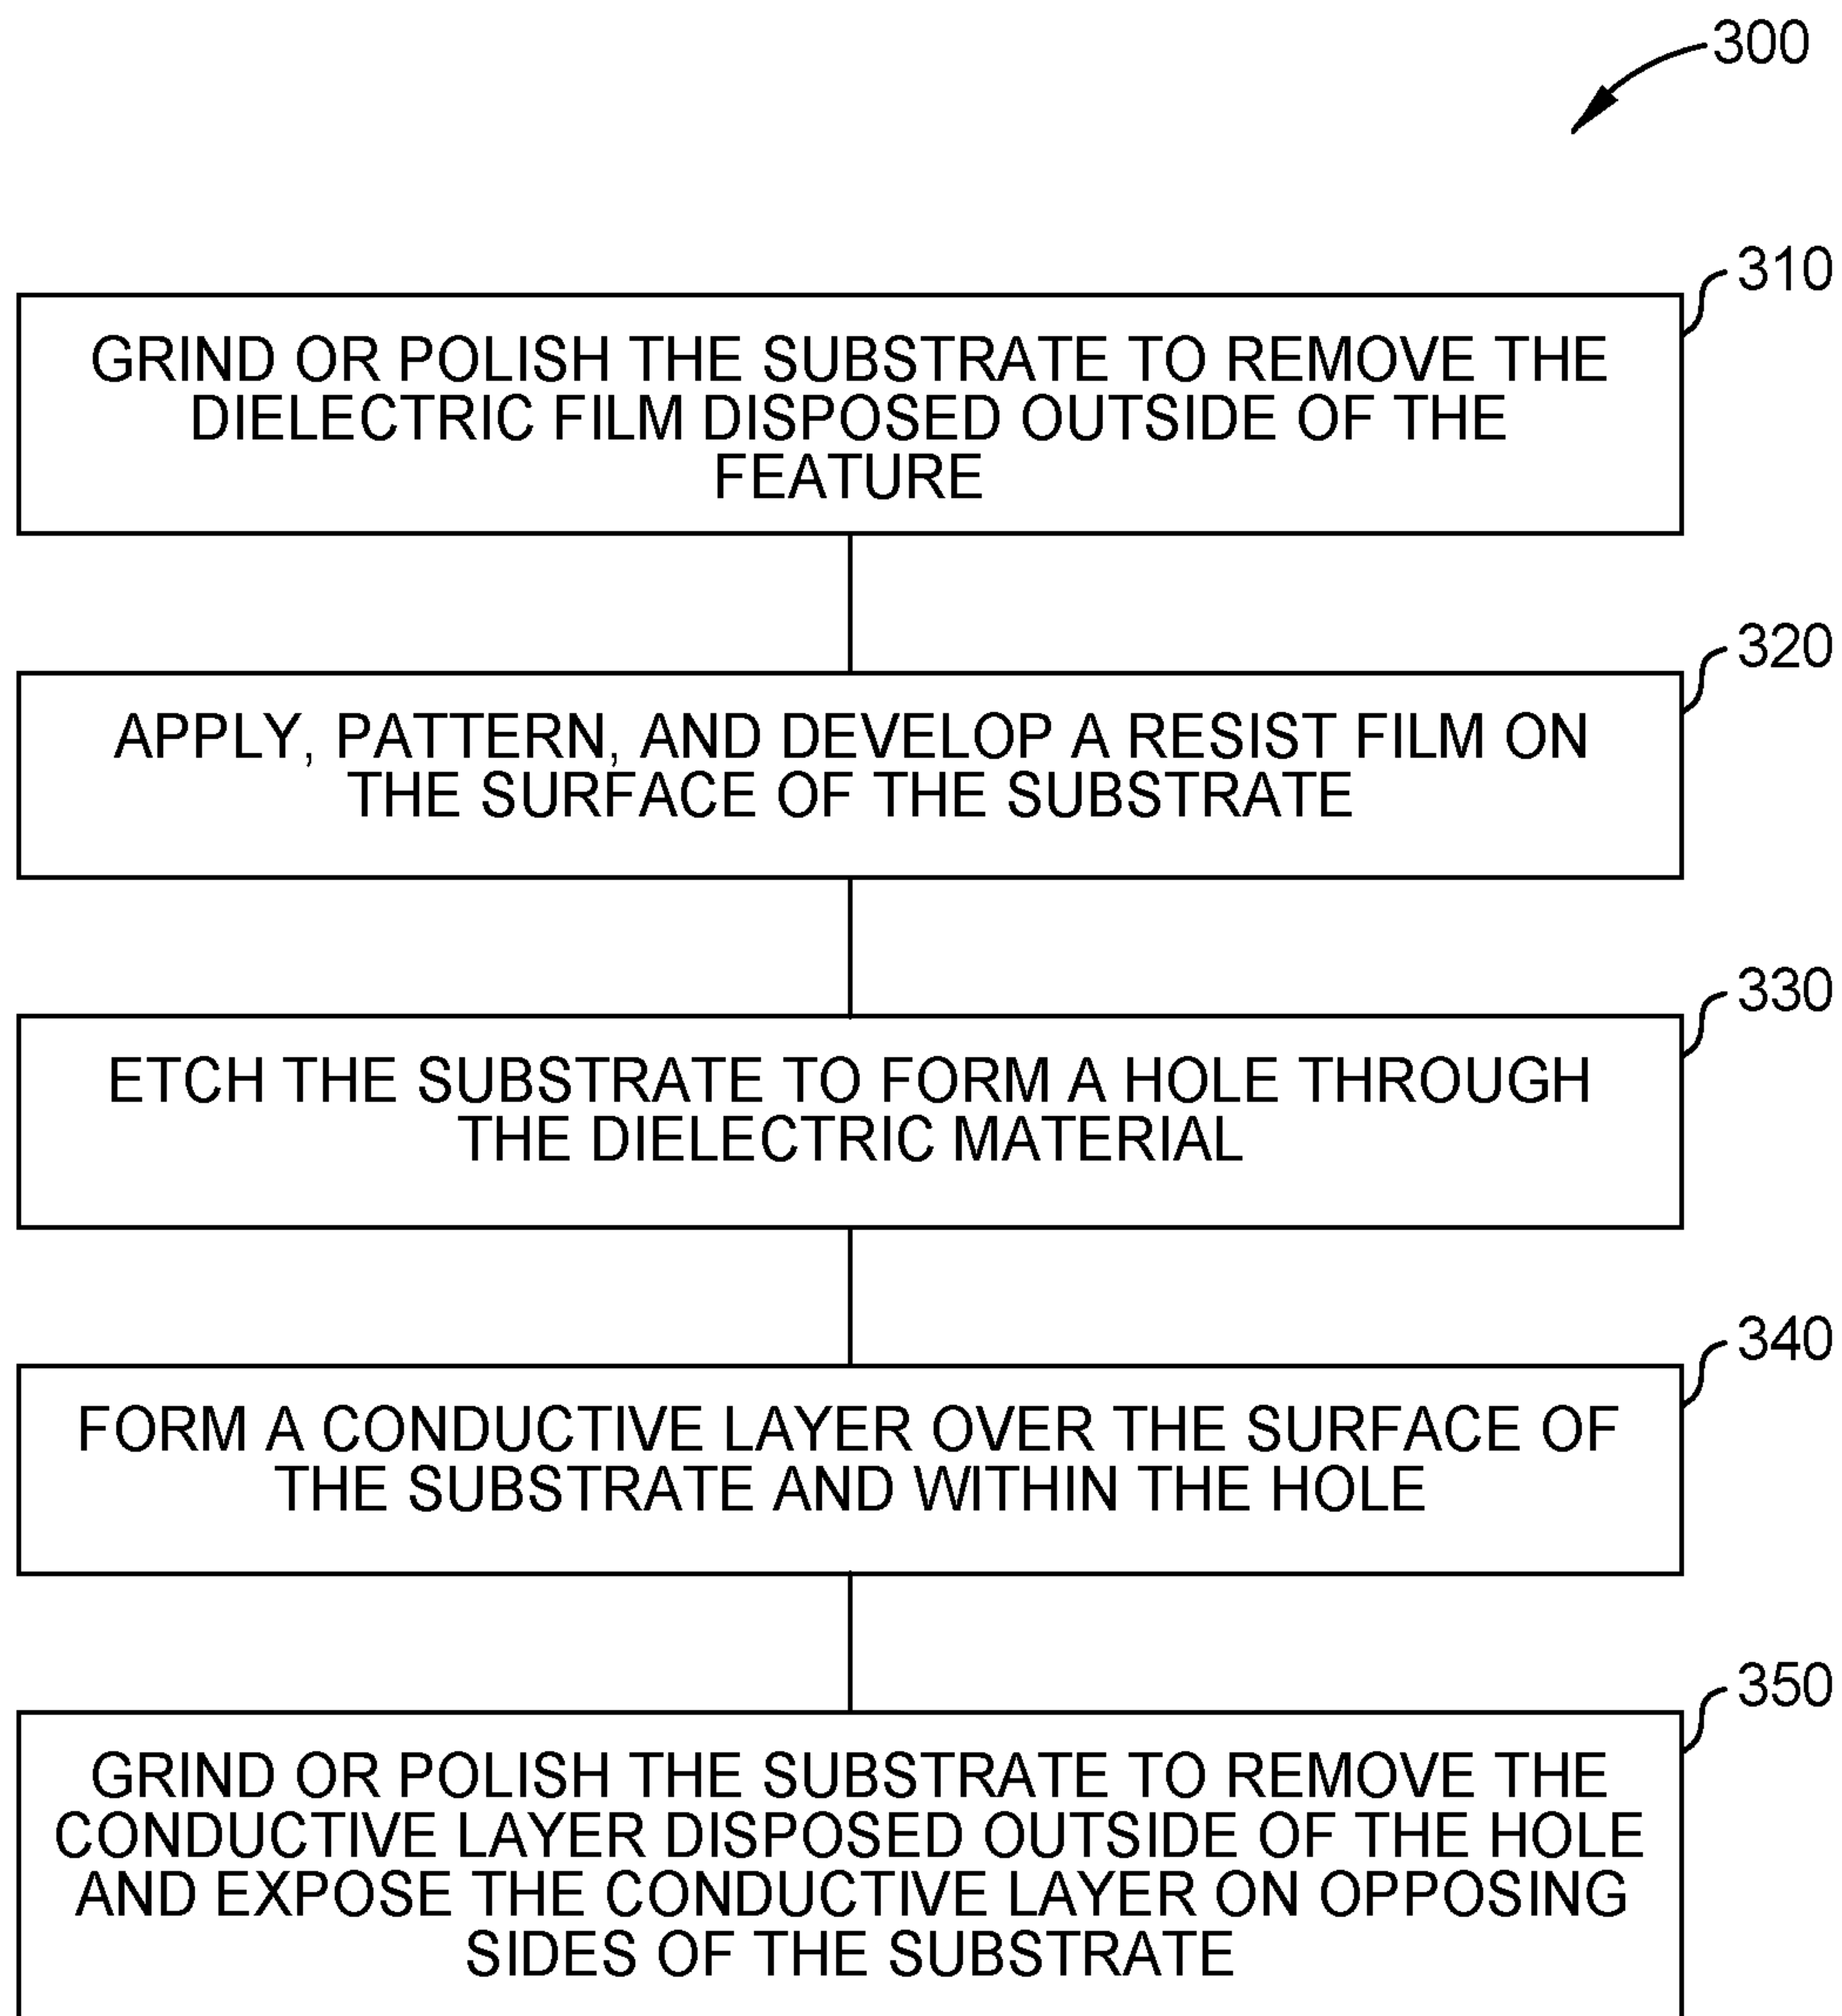 300
310
GRIND OR POLISH THE SUBSTRATE TO REMOVE THE
DIELECTRIC FILM DISPOSED OUTSIDE OF THE
FEATURE
320
APPLY, PATTERN, AND DEVELOP A RESIST FILM ON
THE SURFACE OF THE SUBSTRATE
330
ETCH THE SUBSTRATE TO FORM A HOLE THROUGH
THE DIELECTRIC MATERIAL
340
FORM A CONDUCTIVE LAYER OVER THE SURFACE OF
THE SUBSTRATE AND WITHIN THE HOLE
350
GRIND OR POLISH THE SUBSTRATE TO REMOVE THE
CONDUCTIVE LAYER DISPOSED OUTSIDE OF THE HOLE
AND EXPOSE THE CONDUCTIVE LAYER ON OPPOSING
SIDES OF THE SUBSTRATE